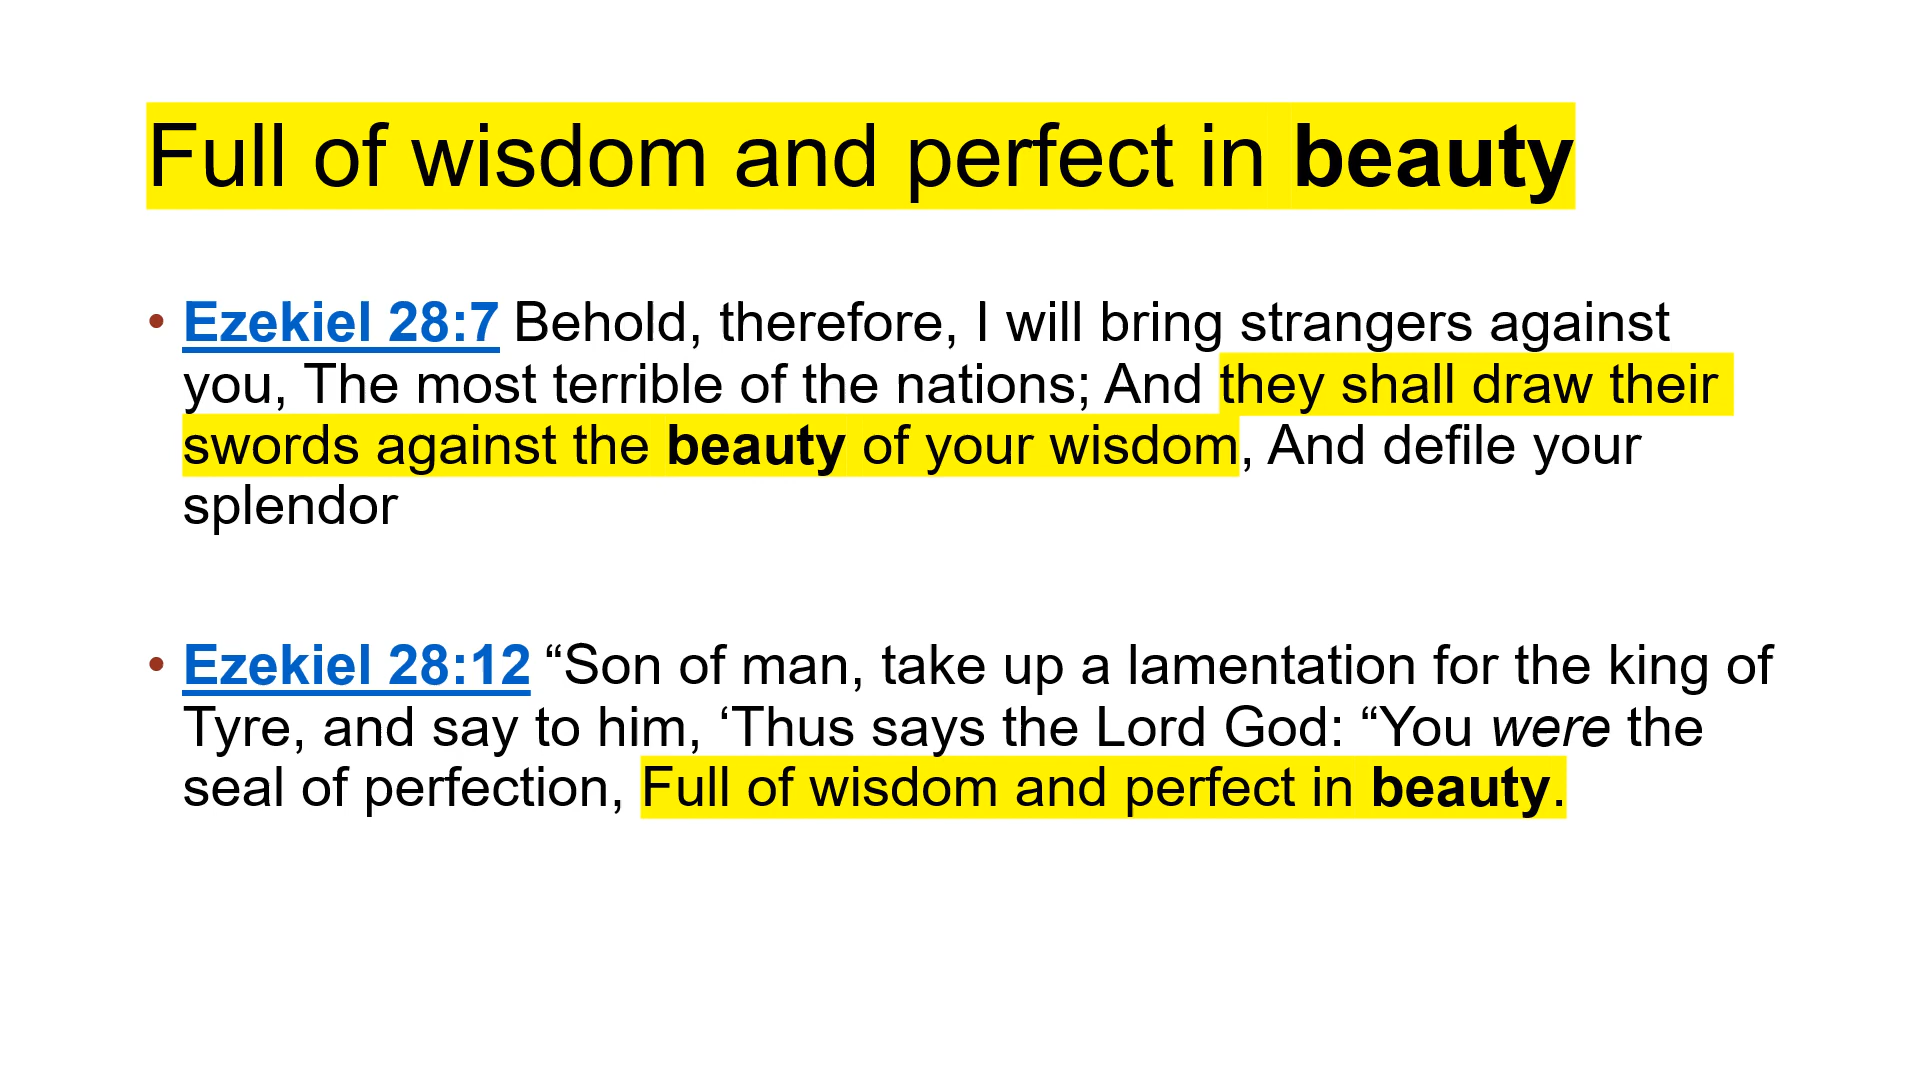 Full of wisdom and perfect in beauty
• Ezekiel 28:7 Behold, therefore, I will bring strangers against
you, The most terrible of the nations; And they shall draw their
swords against the beauty of your wisdom, And defile your
splendor
• Ezekiel 28:12 “Son of man, take up a lamentation for the king of
Tyre, and say to him, ‘Thus says the Lord God: “You were the
seal of perfection, Full of wisdom and perfect in beauty.